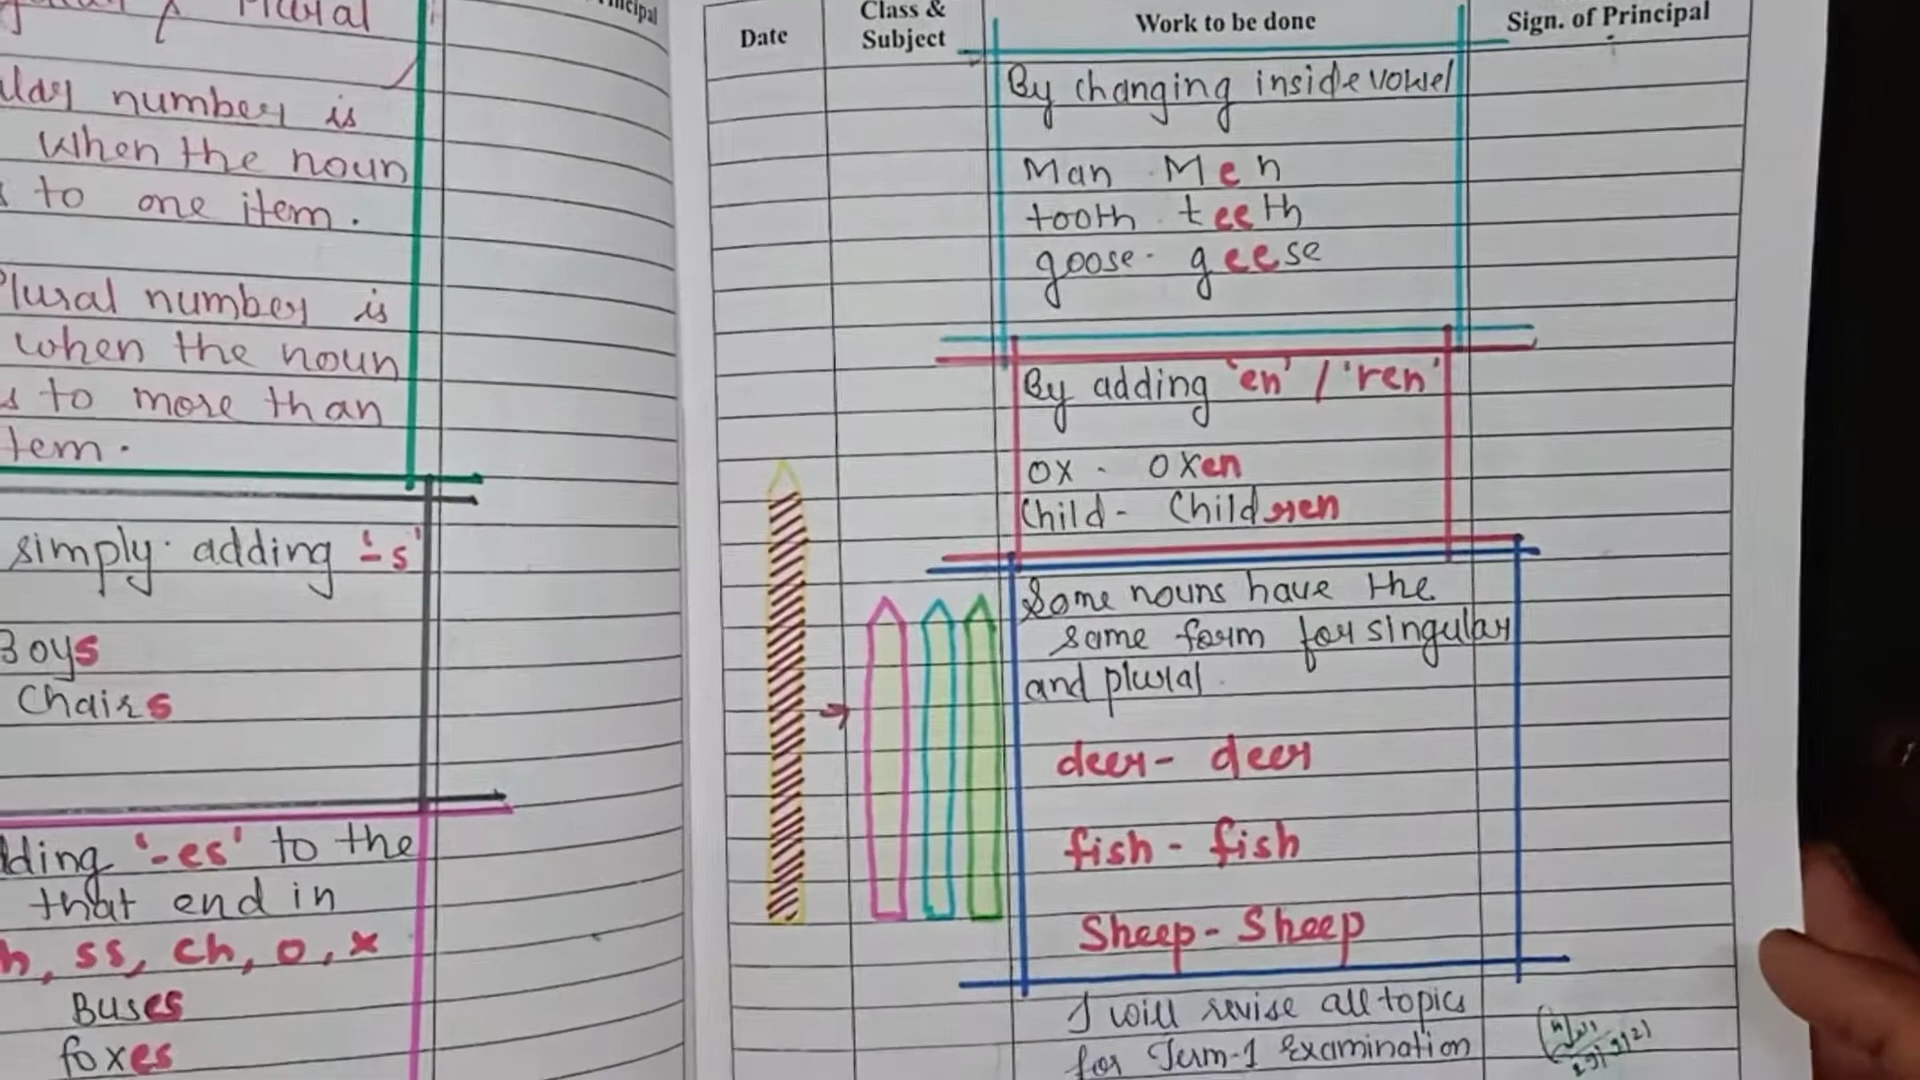 Plural
number is
when the noun
to one item.
Plural number is
when the noun
to more than
tem.
simply adding '-s'
Boys
Chairs
dding '-es' to the
that end in
h, ss, ch, o, x
Buses
foxes
Date
Class &
Subject
Work to be done
Sign. of Principal
By changing inside vowel
Man - Men
tooth - teeth
goose - geese
By adding 'en' / 'ren'
Ox - Oxen
Child - Children
Some nouns have the
same form for singular
and plural.
deer - deer
fish - fish
Sheep - Sheep
I will revise all topics
for Term-1 Examination